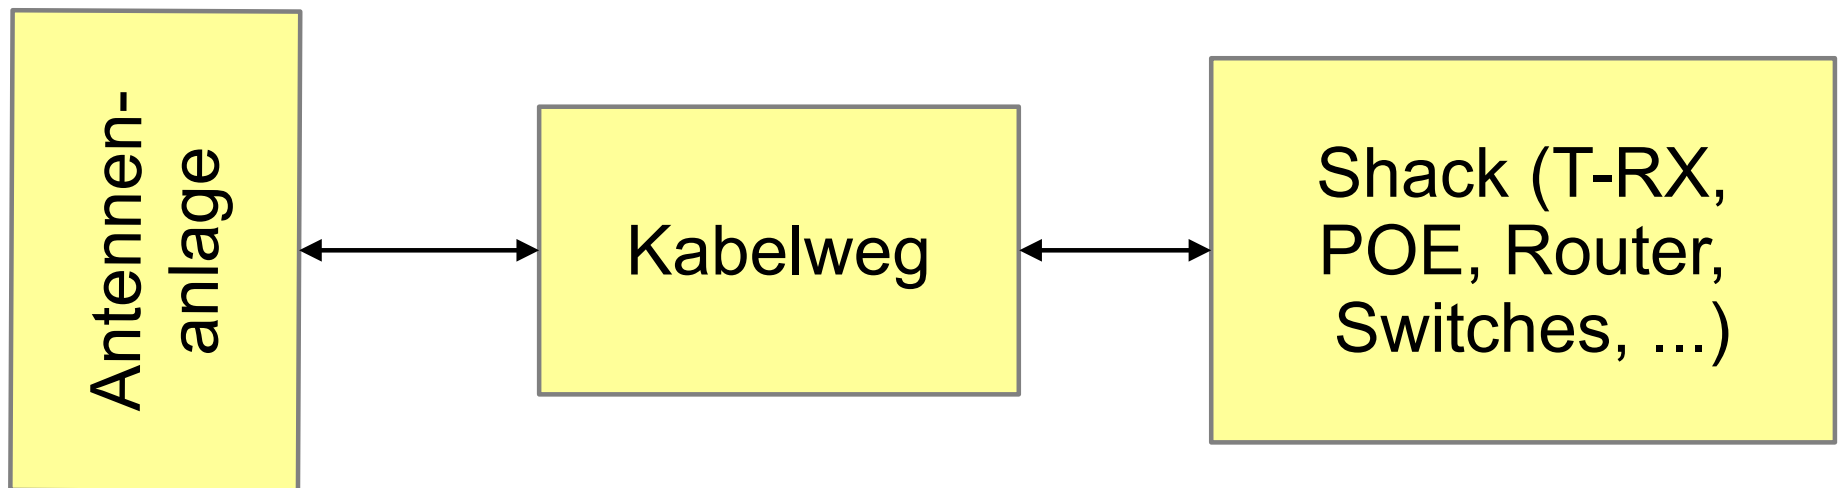 Antennen-
anlage
Kabelweg
Shack (T-RX,
POE, Router,
Switches, ...)